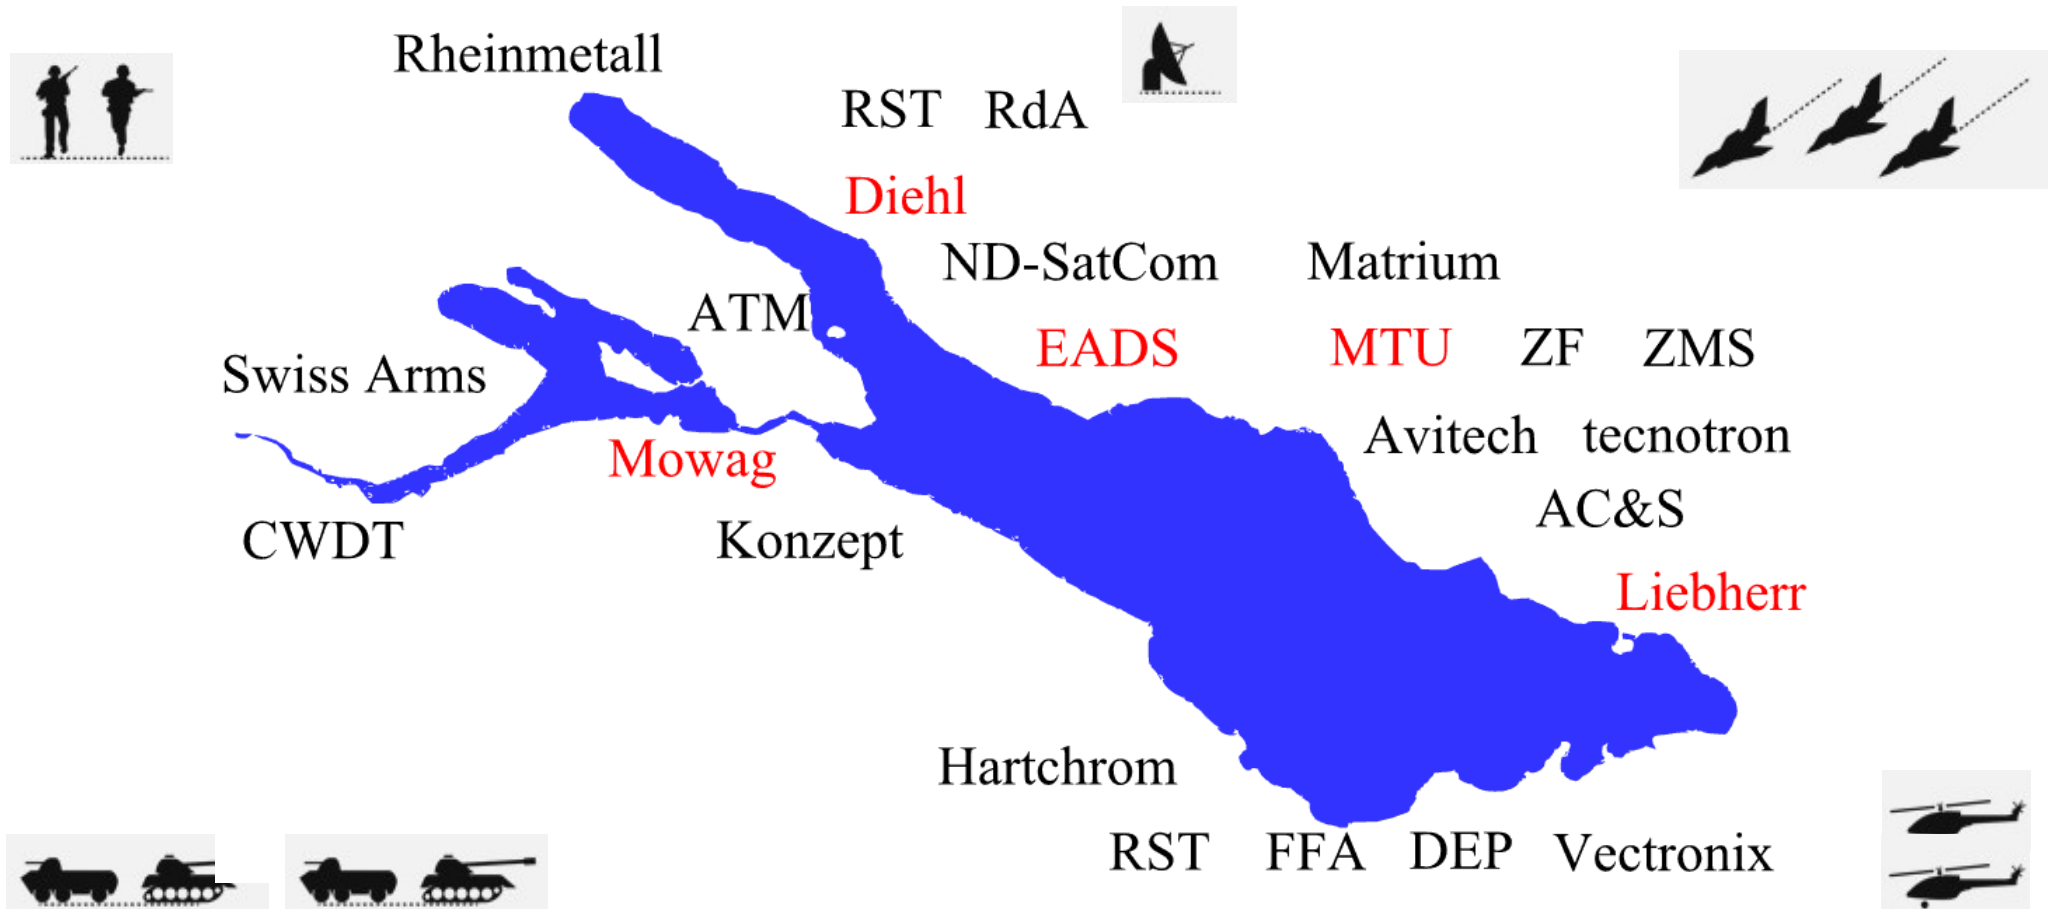 Rheinmetall
RST RdA
Diehl
ND-SatCom Matrium
ATM
EADS MTU ZF ZMS
Swiss Arms
Avitech tecnotron
Mowag
AC&S
CWDT Konzept
Liebherr
Hartchrom
RST FFA DEP Vectronix